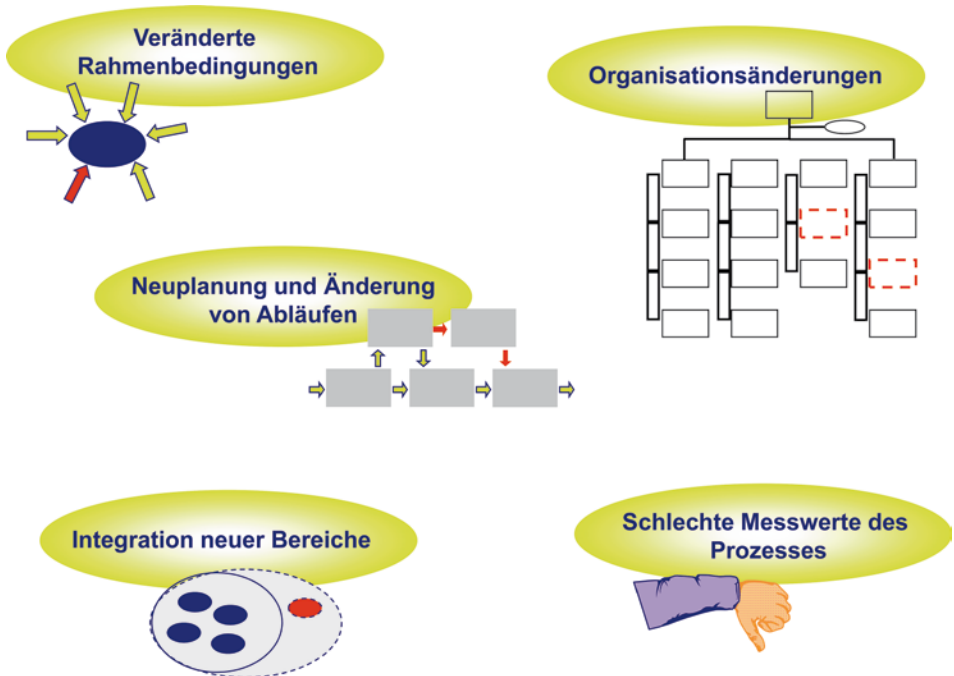 Veränderte
Rahmenbedingungen
Organisationsänderungen
Neuplanung und Änderung
von Abläufen
Integration neuer Bereiche
Schlechte Messwerte des
Prozesses